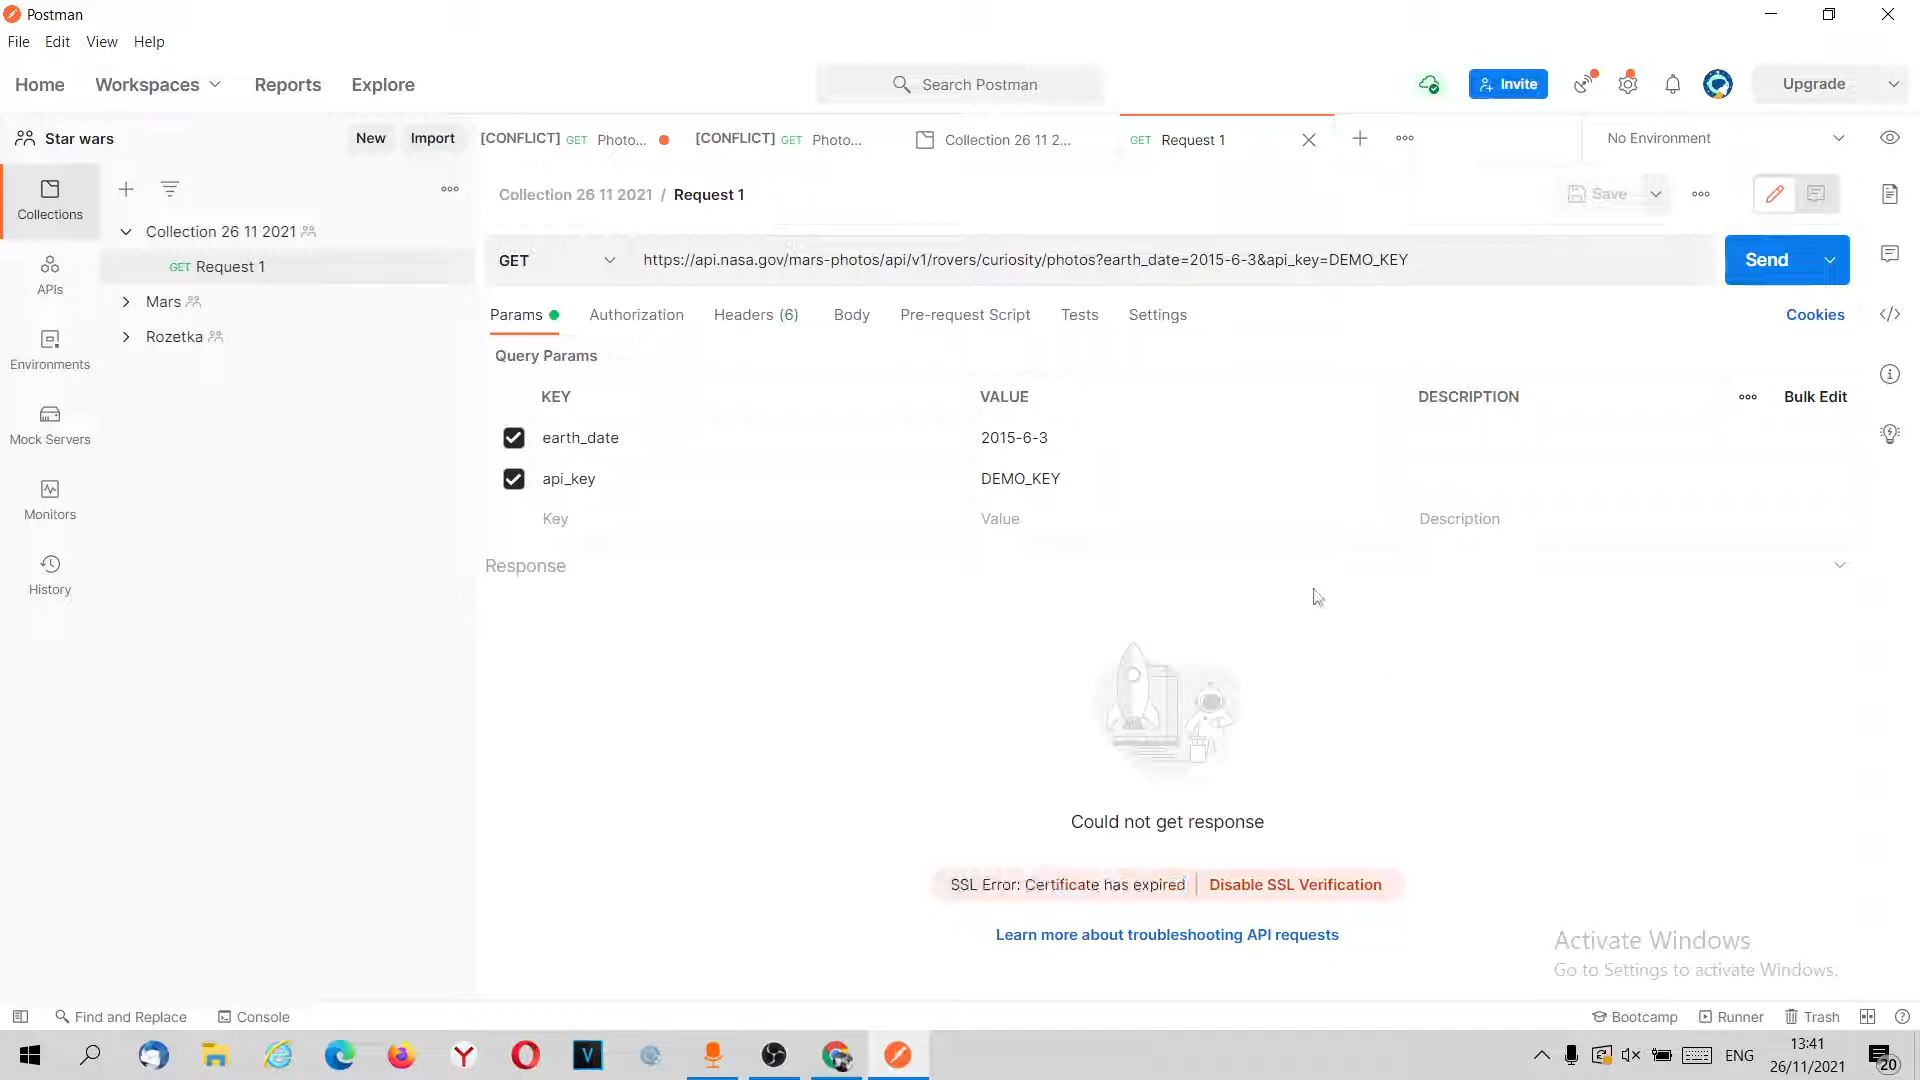 Postman
File Edit View Help
Home Workspaces Reports Explore Search Postman Invite Upgrade
Star wars New Import [CONFLICT] GET Photo... [CONFLICT] GET Photo... Collection 26 11 2... GET Request 1 No Environment
Collection 26 11 2021 / Request 1 Save
Collections
Collection 26 11 2021
GET Request 1
Mars
Rozetka
APIs
Environments
Mock Servers
Monitors
History
GET https://api.nasa.gov/mars-photos/api/v1/rovers/curiosity/photos?earth_date=2015-6-3&api_key=DEMO_KEY Send
Params Authorization Headers (6) Body Pre-request Script Tests Settings Cookies
Query Params
KEY VALUE DESCRIPTION Bulk Edit
earth_date 2015-6-3
api_key DEMO_KEY
Key Value Description
Response
Could not get response
SSL Error: Certificate has expired Disable SSL Verification
Learn more about troubleshooting API requests
Activate Windows
Go to Settings to activate Windows.
Find and Replace Console Bootcamp Runner Trash
ENG 13:41
26/11/2021 20